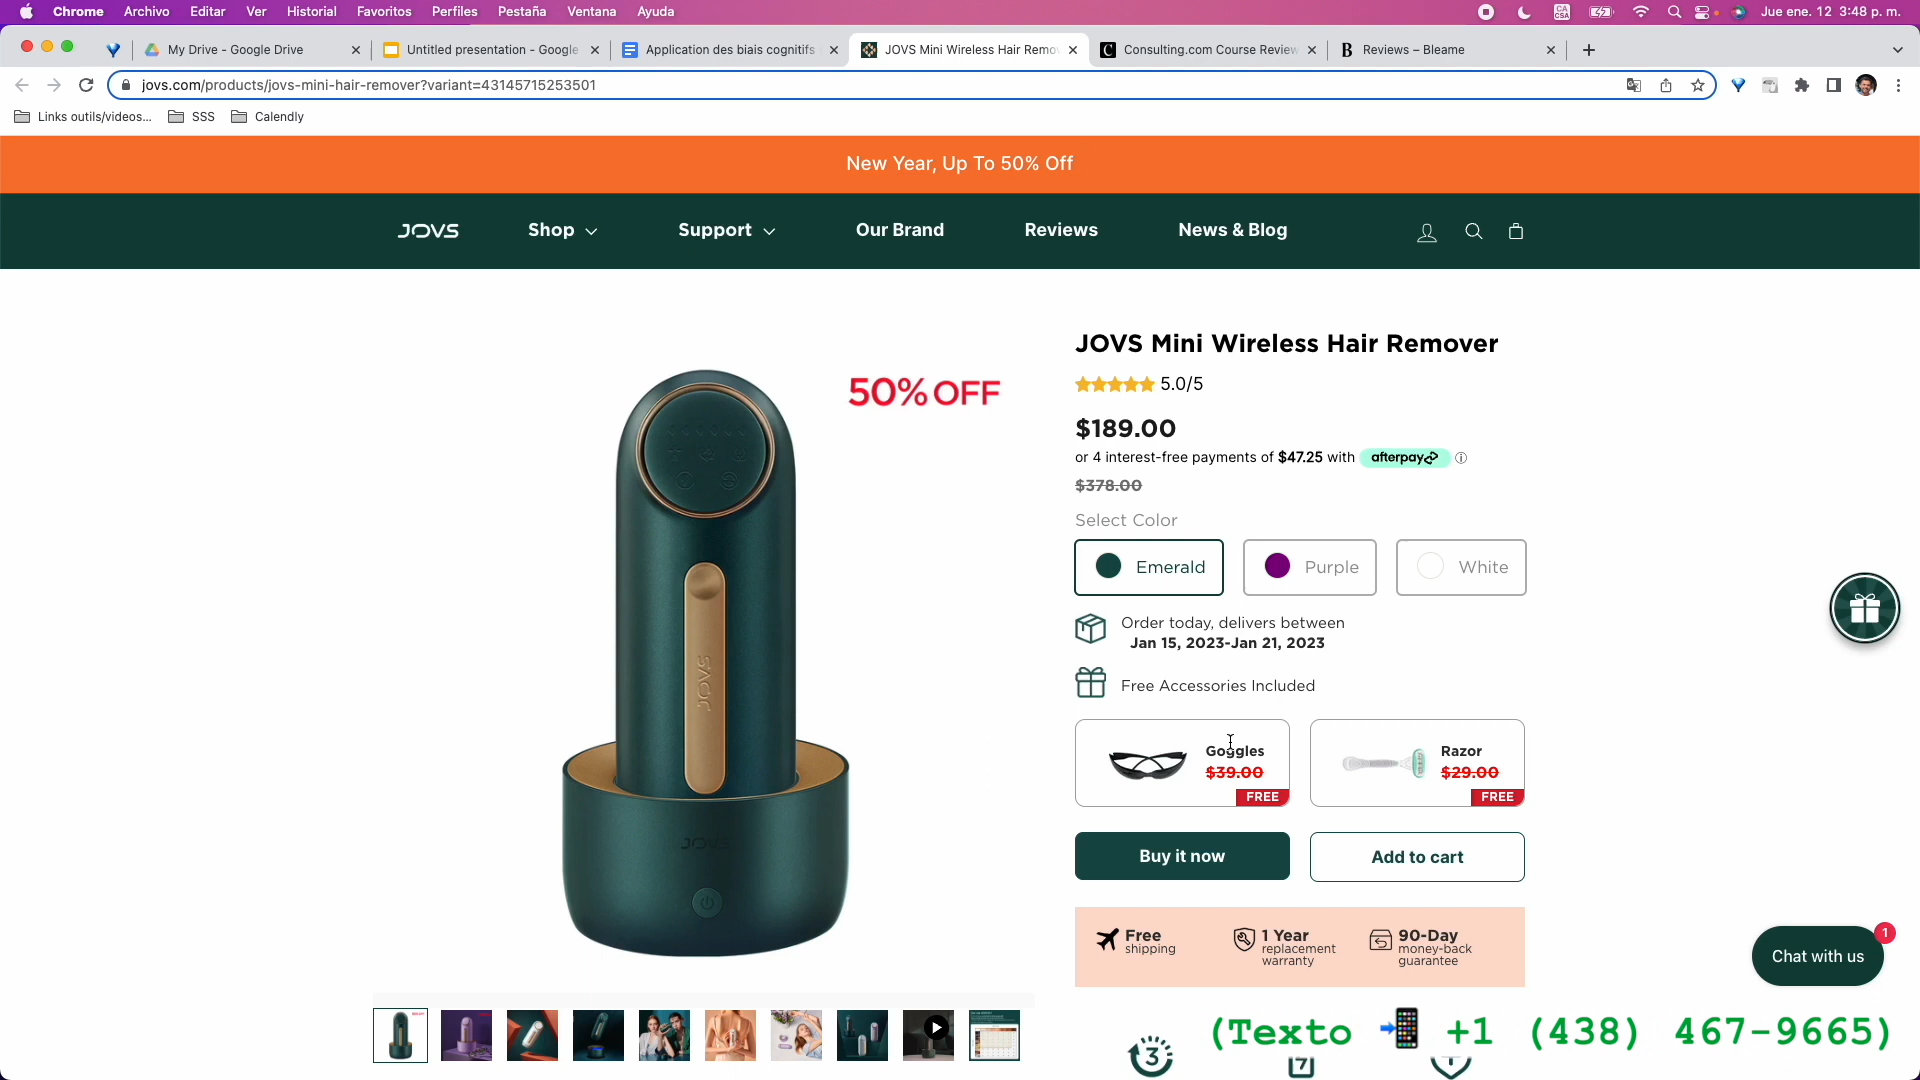 Chrome Archivo Editar Ver Historial Favoritos Perfiles Pestaña Ventana Ayuda
CA
CSA
Jue ene. 12 3:48 p. m.
My Drive - Google Drive
Untitled presentation - Google
Application des biais cognitifs
JOVS Mini Wireless Hair Remo
Consulting.com Course Review
Reviews – Bleame
jovs.com/products/jovs-mini-hair-remover?variant=43145715253501
Links outils/videos...
SSS
Calendly
New Year, Up To 50% Off
JOVS
Shop
Support
Our Brand
Reviews
News & Blog
50% OFF
JOVS
JOVS
JOVS Mini Wireless Hair Remover
5.0/5
$189.00
or 4 interest-free payments of $47.25 with afterpay
$378.00
Select Color
Emerald
Purple
White
Order today, delivers between
Jan 15, 2023-Jan 21, 2023
Free Accessories Included
Goggles
$39.00
FREE
Razor
$29.00
FREE
Buy it now
Add to cart
Free
shipping
1 Year
replacement
warranty
90-Day
money-back
guarantee
Chat with us
1
3
7
(Texto +1 (438) 467-9665)